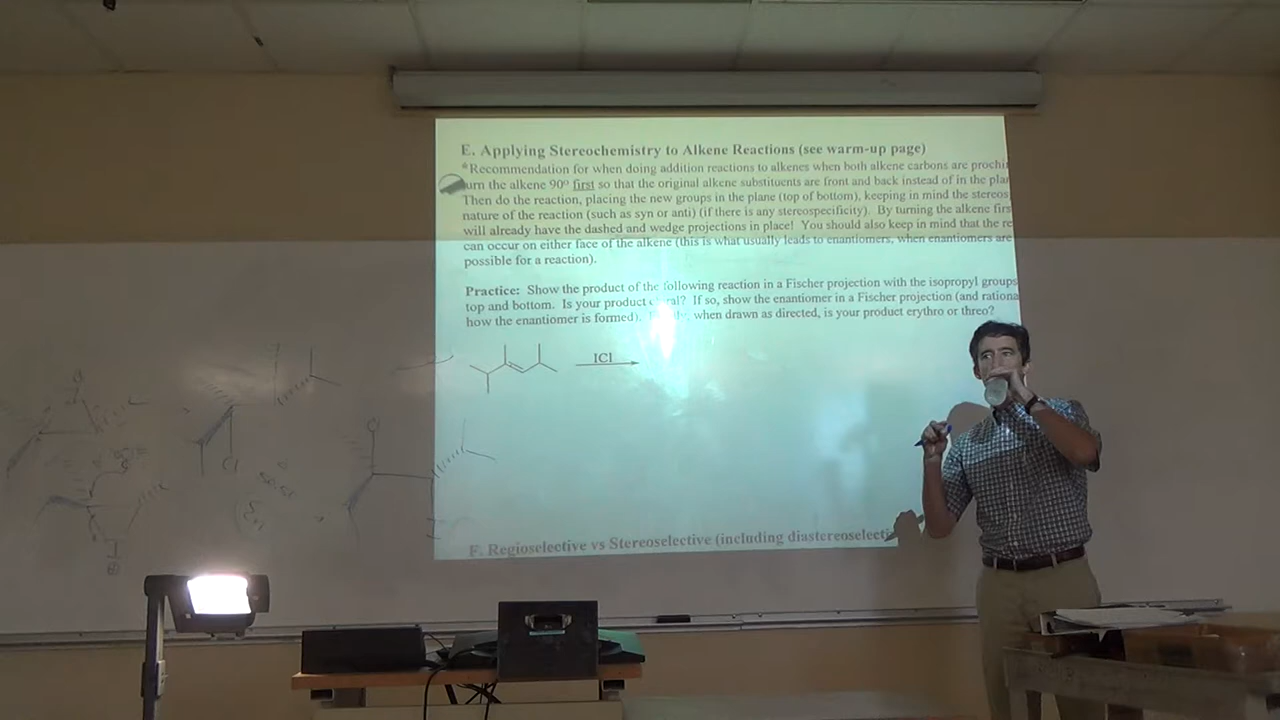 E. Applying Stereochemistry to Alkene Reactions (see warm-up page)
*Recommendation for when doing addition reactions to alkenes when both alkene carbons are prochir
urn the alkene 90° first so that the original alkene substituents are front and back instead of in the plan
Then do the reaction, placing the new groups in the plane (top of bottom), keeping in mind the stereos
nature of the reaction (such as syn or anti) (if there is any stereospecificity). By turning the alkene firs
will already have the dashed and wedge projections in place! You should also keep in mind that the re
can occur on either face of the alkene (this is what usually leads to enantiomers, when enantiomers are
possible for a reaction).
Practice: Show the product of the following reaction in a Fischer projection with the isopropyl groups
top and bottom. Is your product If so, show the enantiomer in a Fischer projection (and rationa
how the enantiomer is formed). when drawn as directed, is your product erythro or threo?
ICl
Cl
F. Regioselective vs Stereoselective (including diastereoselecti